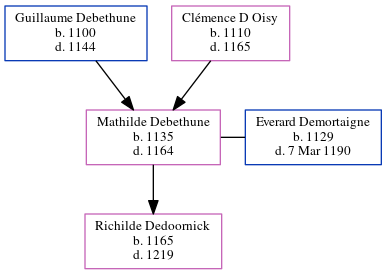 Guillaume Debethune
b. 1100
d. 1144
Clémence D Oisy
b. 1110
d. 1165
Mathilde Debethune
b. 1135
d. 1164
Everard Demortaigne
b. 1129
d. 7 Mar 1190
Richilde Dedoornick
b. 1165
d. 1219